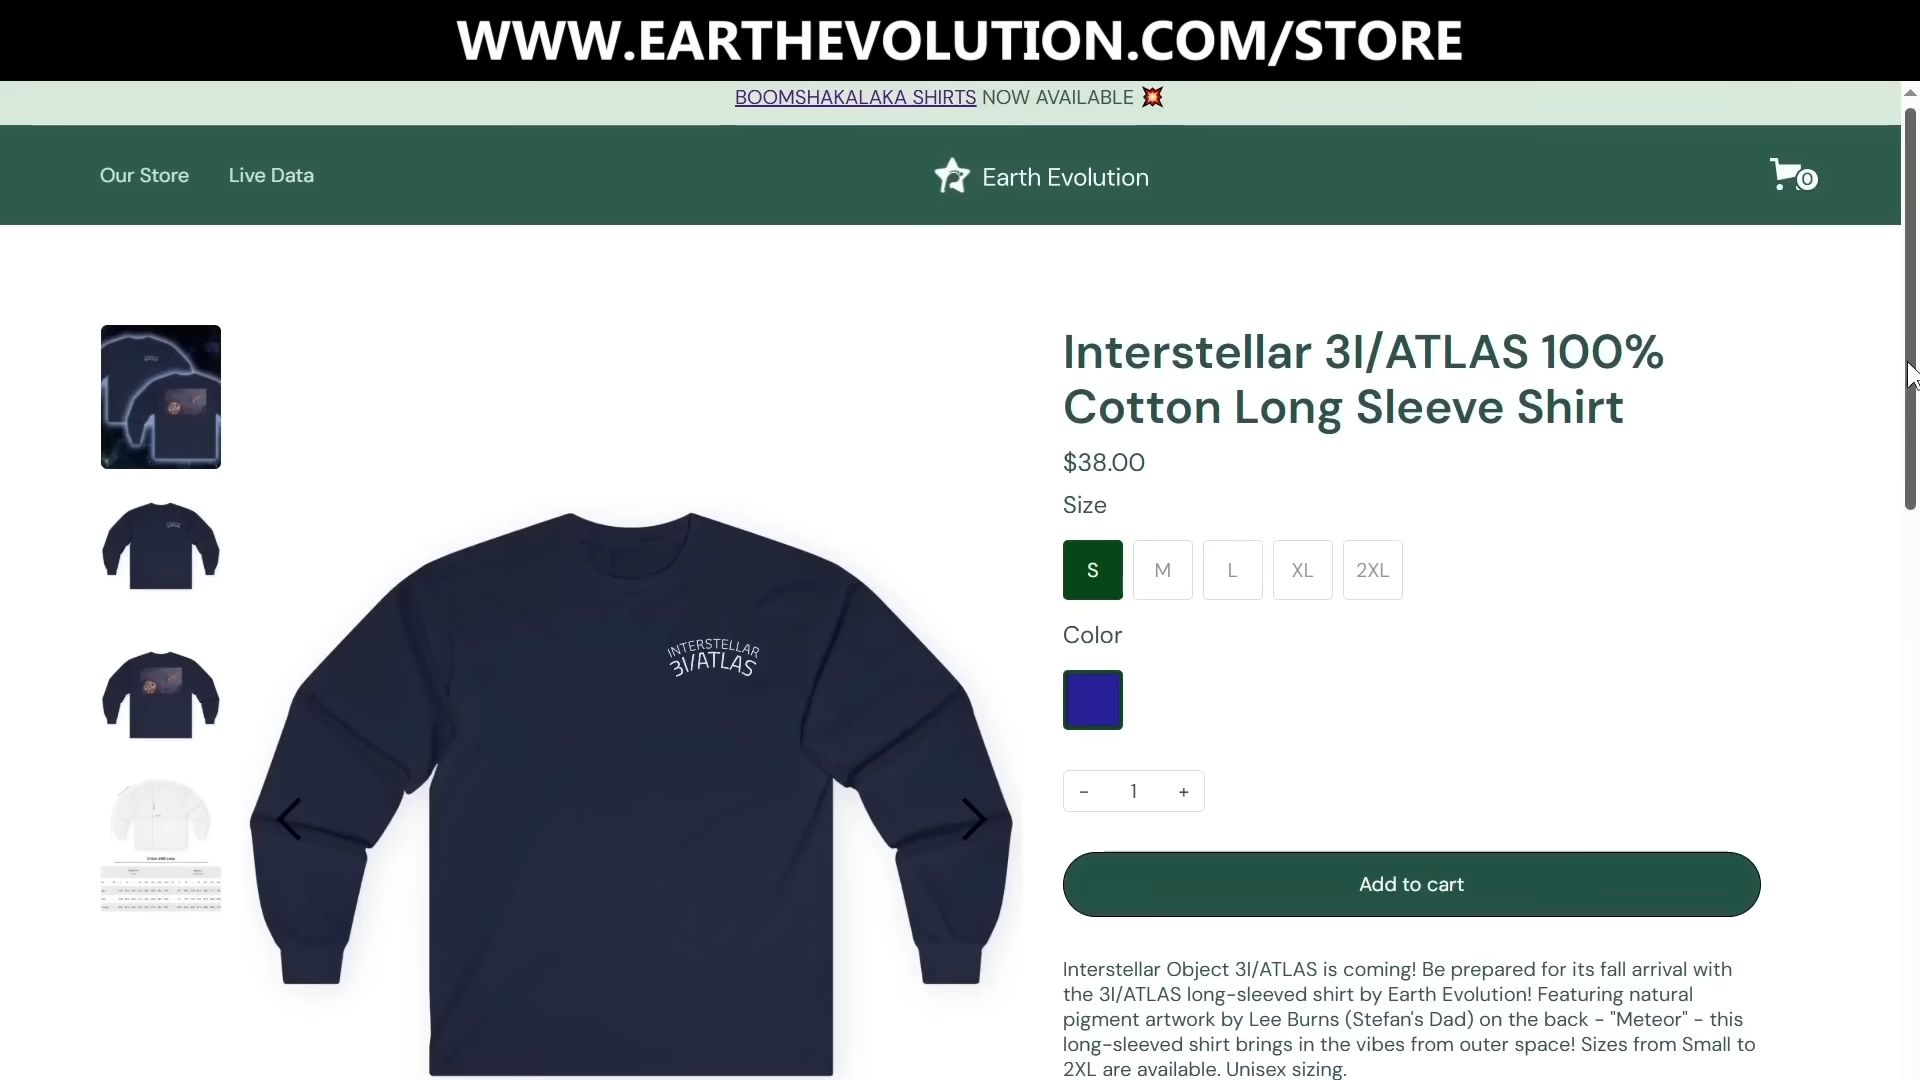 WWW.EARTHEVOLUTION.COM/STORE
BOOMSHAKALAKA SHIRTS NOW AVAILABLE 💥
Our Store
Live Data
Earth Evolution
0
Interstellar 3I/ATLAS 100%
Cotton Long Sleeve Shirt
$38.00
Size
S
M
L
XL
2XL
Color
INTERSTELLAR
3I/ATLAS
-
1
+
Add to cart
Interstellar Object 3I/ATLAS is coming! Be prepared for its fall arrival with
the 3I/ATLAS long-sleeved shirt by Earth Evolution! Featuring natural
pigment artwork by Lee Burns (Stefan's Dad) on the back - "Meteor" - this
long-sleeved shirt brings in the vibes from outer space! Sizes from Small to
2XL are available. Unisex sizing.